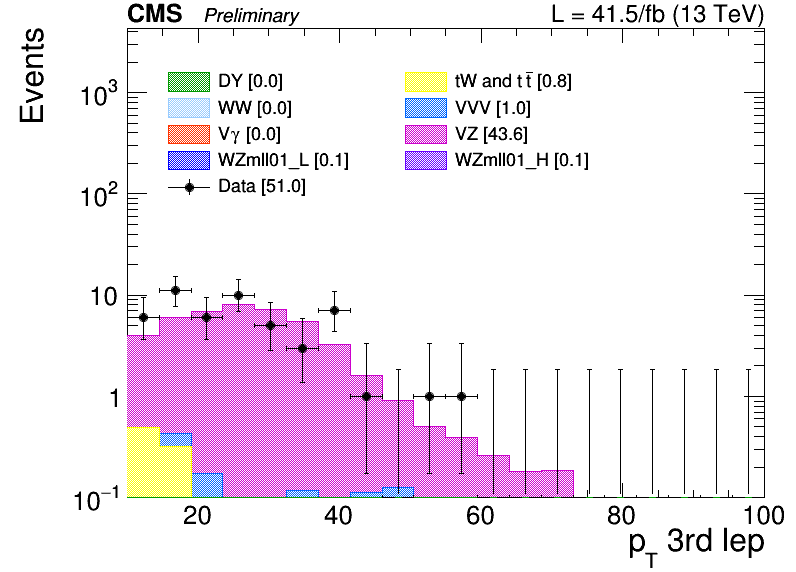 CMS Preliminary L = 41.5/fb (13 TeV)
Events
10³
10²
10
1
10⁻¹
DY [0.0]
WW [0.0]
Vγ [0.0]
WZmll01_L [0.1]
Data [51.0]
tW and tt̅ [0.8]
VVV [1.0]
VZ [43.6]
WZmll01_H [0.1]
20 40 60 80 100
p_T 3rd lep